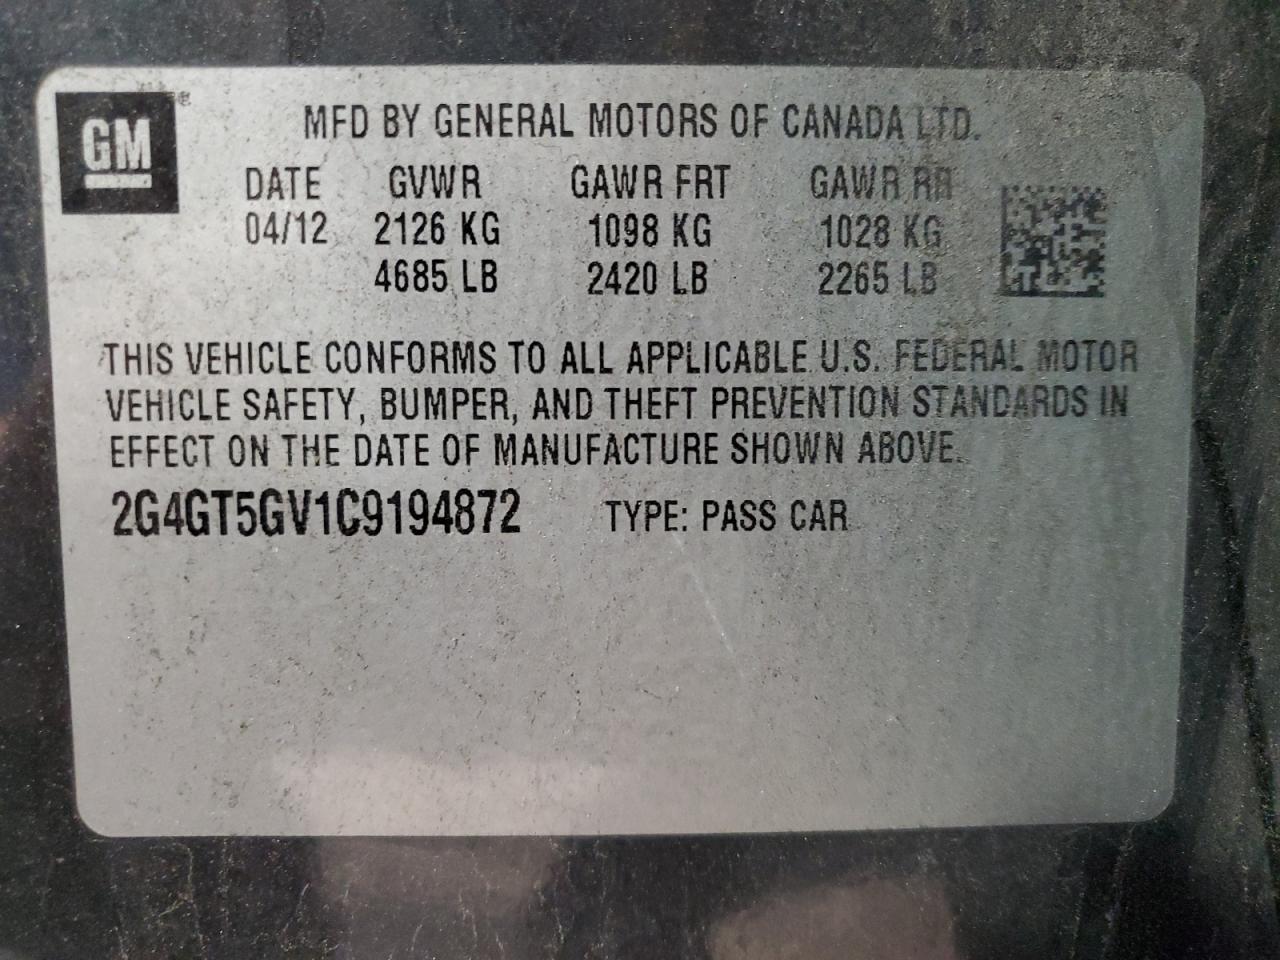 GM
MFD BY GENERAL MOTORS OF CANADA LTD.
DATE GVWR GAWR FRT GAWR RR
04/12 2126 KG 1098 KG 1028 KG
4685 LB 2420 LB 2265 LB
THIS VEHICLE CONFORMS TO ALL APPLICABLE U.S. FEDERAL MOTOR
VEHICLE SAFETY, BUMPER, AND THEFT PREVENTION STANDARDS IN
EFFECT ON THE DATE OF MANUFACTURE SHOWN ABOVE.
2G4GT5GV1C9194872 TYPE: PASS CAR